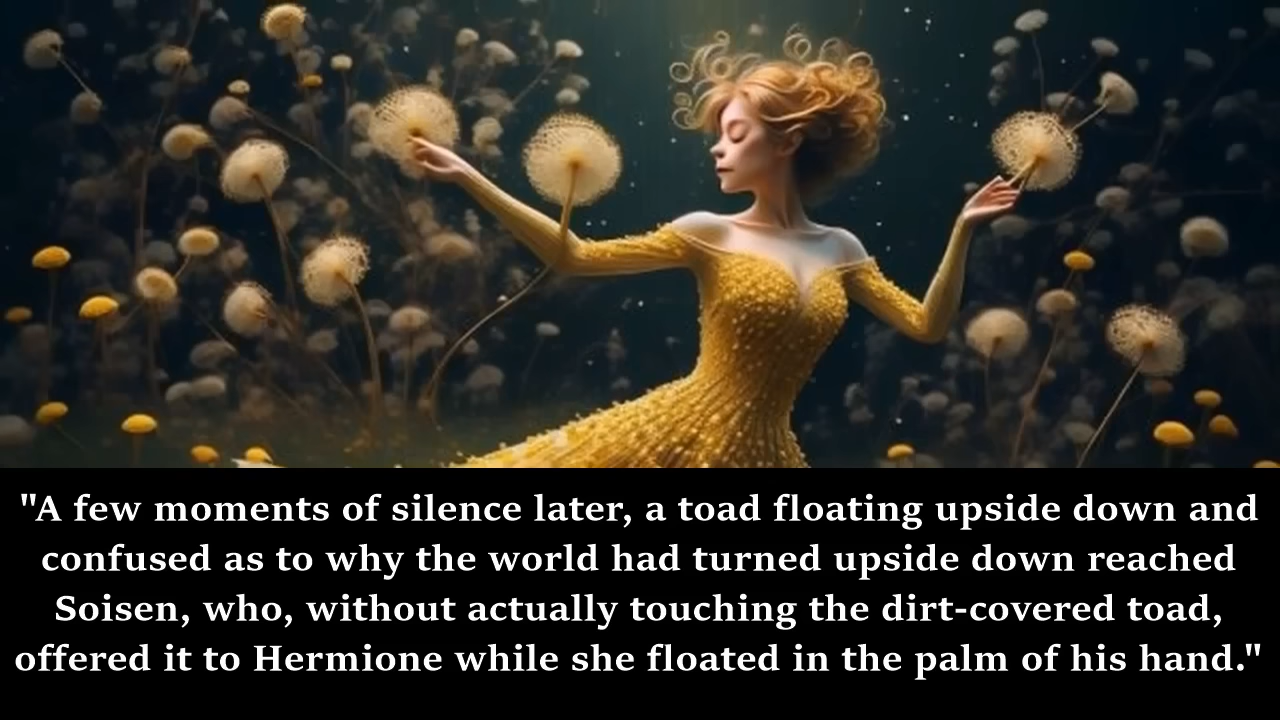 "A few moments of silence later, a toad floating upside down and
confused as to why the world had turned upside down reached
Soisen, who, without actually touching the dirt-covered toad,
offered it to Hermione while she floated in the palm of his hand."